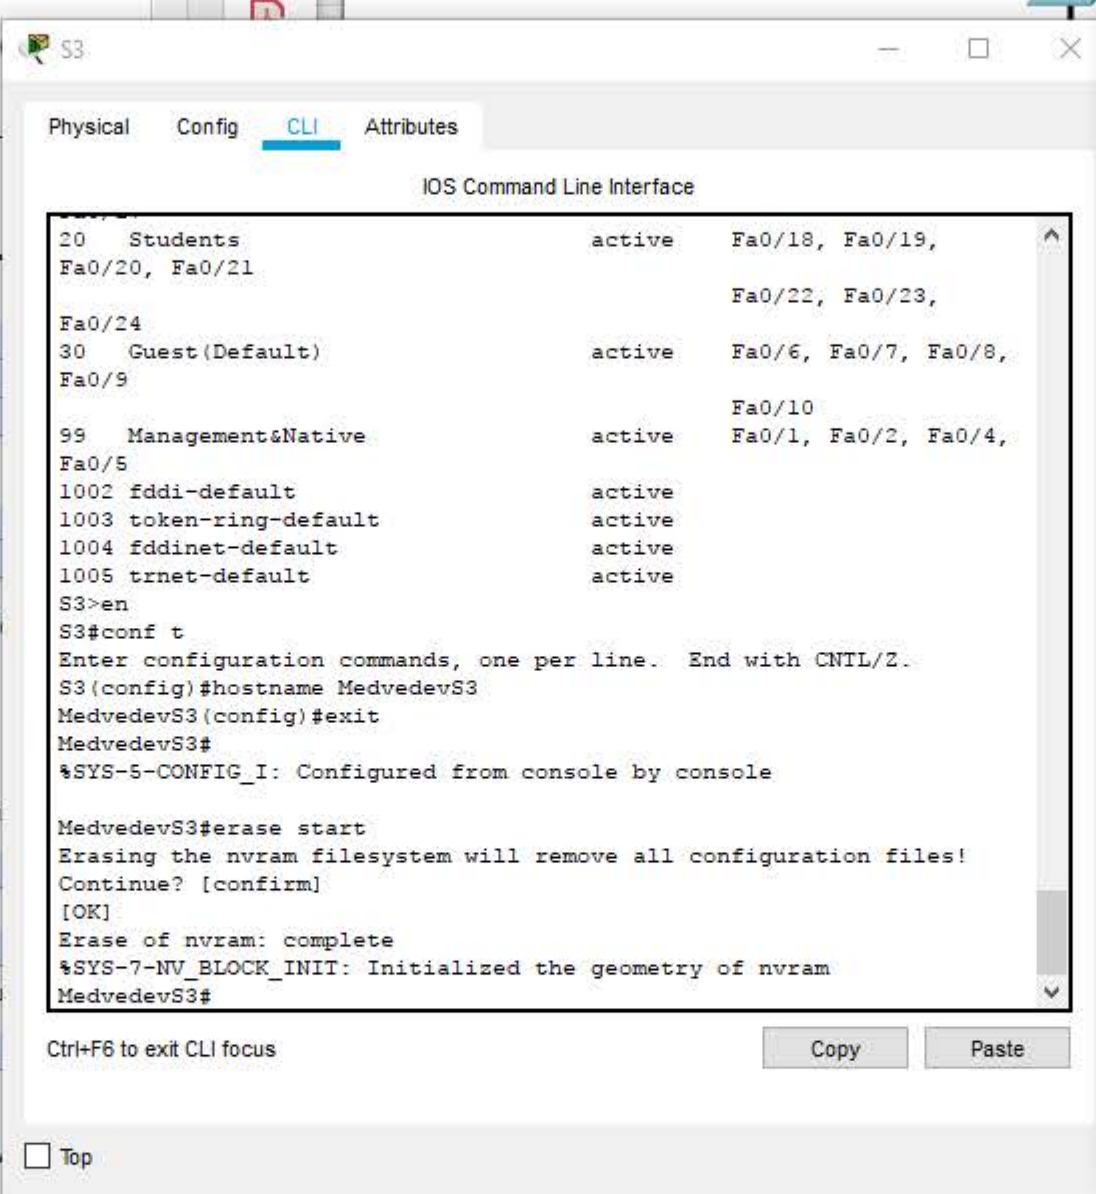 S3
Physical Config CLI Attributes
IOS Command Line Interface
20   Students                         active    Fa0/18, Fa0/19,
Fa0/20, Fa0/21
                                                Fa0/22, Fa0/23,
Fa0/24
30   Guest(Default)                   active    Fa0/6, Fa0/7, Fa0/8,
Fa0/9
                                                Fa0/10
99   Management&Native                active    Fa0/1, Fa0/2, Fa0/4,
Fa0/5
1002 fddi-default                     active
1003 token-ring-default               active
1004 fddinet-default                  active
1005 trnet-default                    active
S3>en
S3#conf t
Enter configuration commands, one per line.  End with CNTL/Z.
S3(config)#hostname MedvedevS3
MedvedevS3(config)#exit
MedvedevS3#
%SYS-5-CONFIG_I: Configured from console by console
MedvedevS3#erase start
Erasing the nvram filesystem will remove all configuration files!
Continue? [confirm]
[OK]
Erase of nvram: complete
%SYS-7-NV_BLOCK_INIT: Initialized the geometry of nvram
MedvedevS3#
Ctrl+F6 to exit CLI focus
Copy
Paste
Top